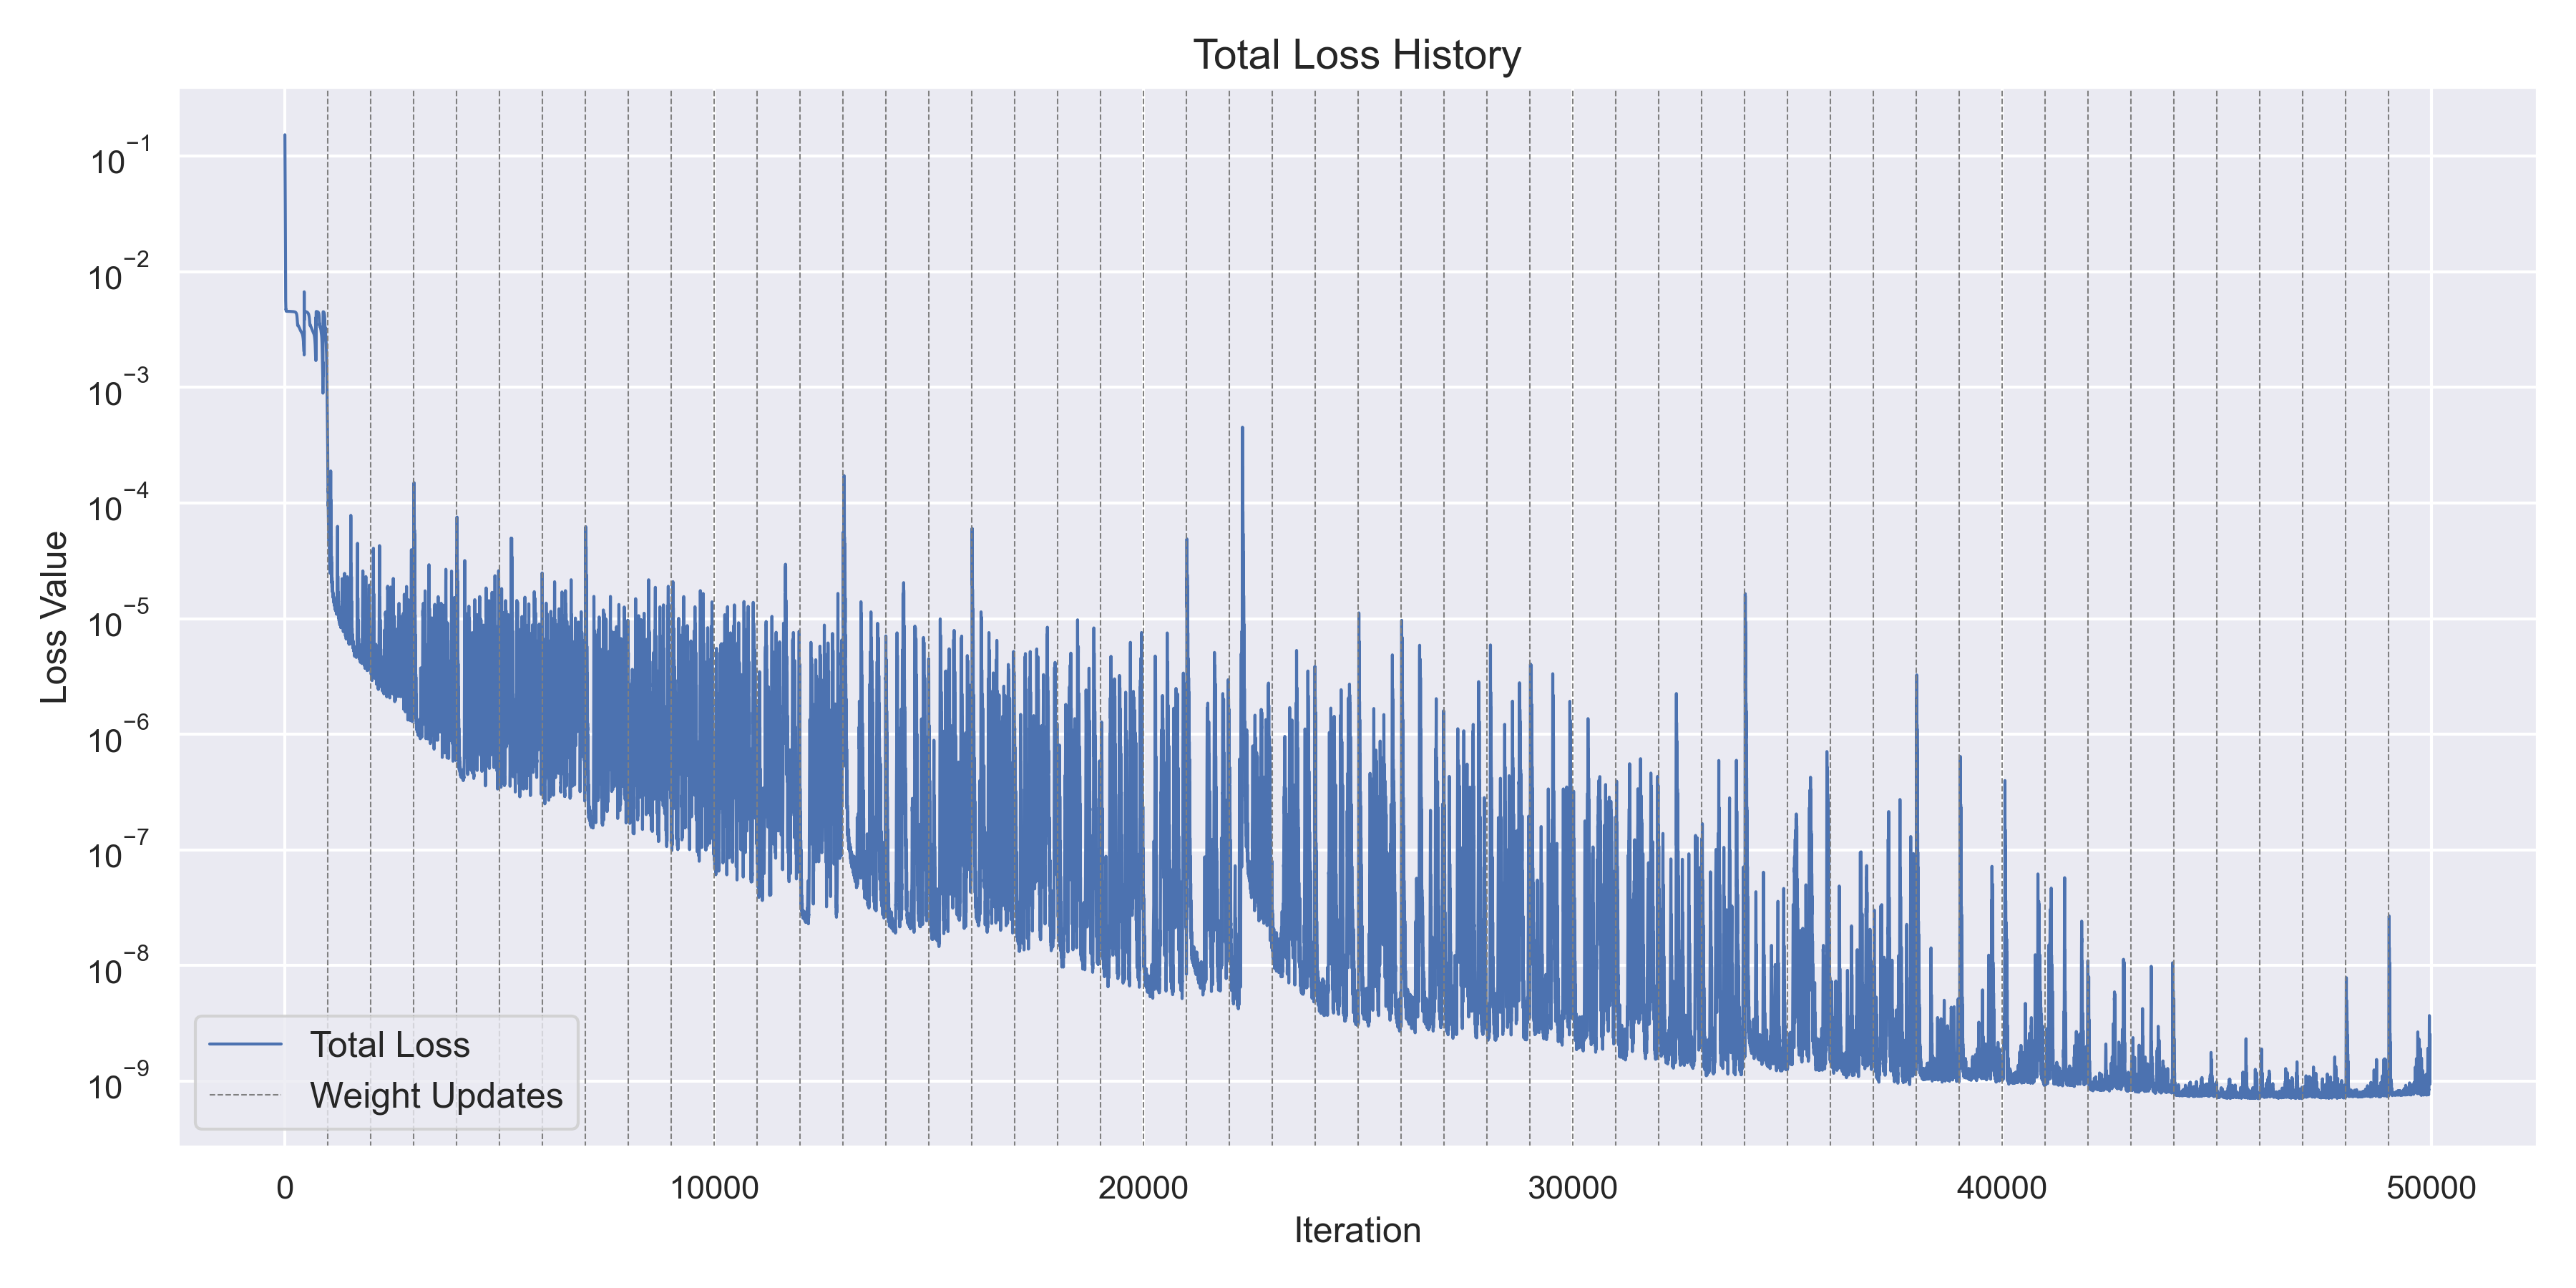 Total Loss History
Loss Value
10⁻¹
10⁻²
10⁻³
10⁻⁴
10⁻⁵
10⁻⁶
10⁻⁷
10⁻⁸
10⁻⁹
Total Loss
Weight Updates
0 10000 20000 30000 40000 50000
Iteration